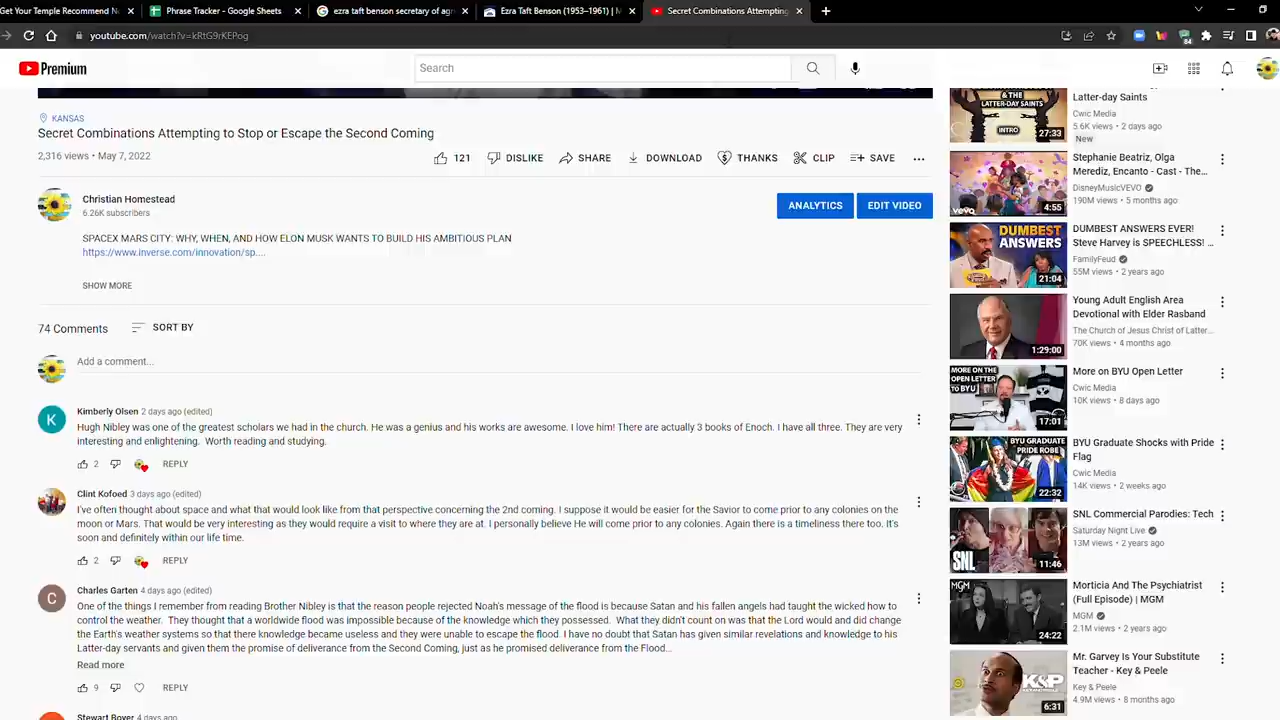 Get Your Temple Recommend N
Phrase Tracker - Google Sheets
ezra taft benson secretary of agr
Ezra Taft Benson (1953–1961) | M
Secret Combinations Attempting
youtube.com/watch?v=kRtG9rKEPog
84
Premium
Search
KANSAS
Secret Combinations Attempting to Stop or Escape the Second Coming
2,316 views • May 7, 2022
121
DISLIKE
SHARE
DOWNLOAD
THANKS
CLIP
SAVE
Christian Homestead
6.26K subscribers
ANALYTICS
EDIT VIDEO
SPACEX MARS CITY: WHY, WHEN, AND HOW ELON MUSK WANTS TO BUILD HIS AMBITIOUS PLAN
https://www.inverse.com/innovation/sp....
SHOW MORE
74 Comments
SORT BY
Add a comment...
K
Kimberly Olsen 2 days ago (edited)
Hugh Nibley was one of the greatest scholars we had in the church. He was a genius and his works are awesome. I love him! There are actually 3 books of Enoch. I have all three. They are very
interesting and enlightening. Worth reading and studying.
2
REPLY
Clint Kofoed 3 days ago (edited)
I've often thought about space and what that would look like from that perspective concerning the 2nd coming. I suppose it would be easier for the Savior to come prior to any colonies on the
moon or Mars. That would be very interesting as they would require a visit to where they are at. I personally believe He will come prior to any colonies. Again there is a timeliness there too. It's
soon and definitely within our life time.
2
REPLY
C
Charles Garten 4 days ago (edited)
One of the things I remember from reading Brother Nibley is that the reason people rejected Noah's message of the flood is because Satan and his fallen angels had taught the wicked how to
control the weather. They thought that a worldwide flood was impossible because of the knowledge which they possessed. What they didn't count on was that the Lord would and did change
the Earth's weather systems so that there knowledge became useless and they were unable to escape the flood. I have no doubt that Satan has given similar revelations and knowledge to his
Latter-day servants and given them the promise of deliverance from the Second Coming, just as he promised deliverance from the Flood...
Read more
9
REPLY
Stewart Boyer 4 days ago
& THE
LATTER-DAY SAINTS
INTRO
27:33
Latter-day Saints
Cwic Media
5.6K views • 2 days ago
New
vevo
4:55
Stephanie Beatriz, Olga
Merediz, Encanto - Cast - The...
DisneyMusicVEVO
190M views • 5 months ago
DUMBEST
ANSWERS
21:04
DUMBEST ANSWERS EVER!
Steve Harvey is SPEECHLESS! ...
FamilyFeud
55M views • 2 years ago
1:29:00
Young Adult English Area
Devotional with Elder Rasband
The Church of Jesus Christ of Latter...
70K views • 4 months ago
MORE ON THE
OPEN LETTER
TO BYU
17:01
More on BYU Open Letter
Cwic Media
10K views • 8 days ago
BYU GRADUATE
PRIDE ROBE
22:32
BYU Graduate Shocks with Pride
Flag
Cwic Media
14K views • 2 weeks ago
SNL
11:46
SNL Commercial Parodies: Tech
Saturday Night Live
13M views • 2 years ago
MGM
24:22
Morticia And The Psychiatrist
(Full Episode) | MGM
MGM
2.1M views • 2 years ago
K&P
6:31
Mr. Garvey Is Your Substitute
Teacher - Key & Peele
Key & Peele
4.9M views • 8 months ago